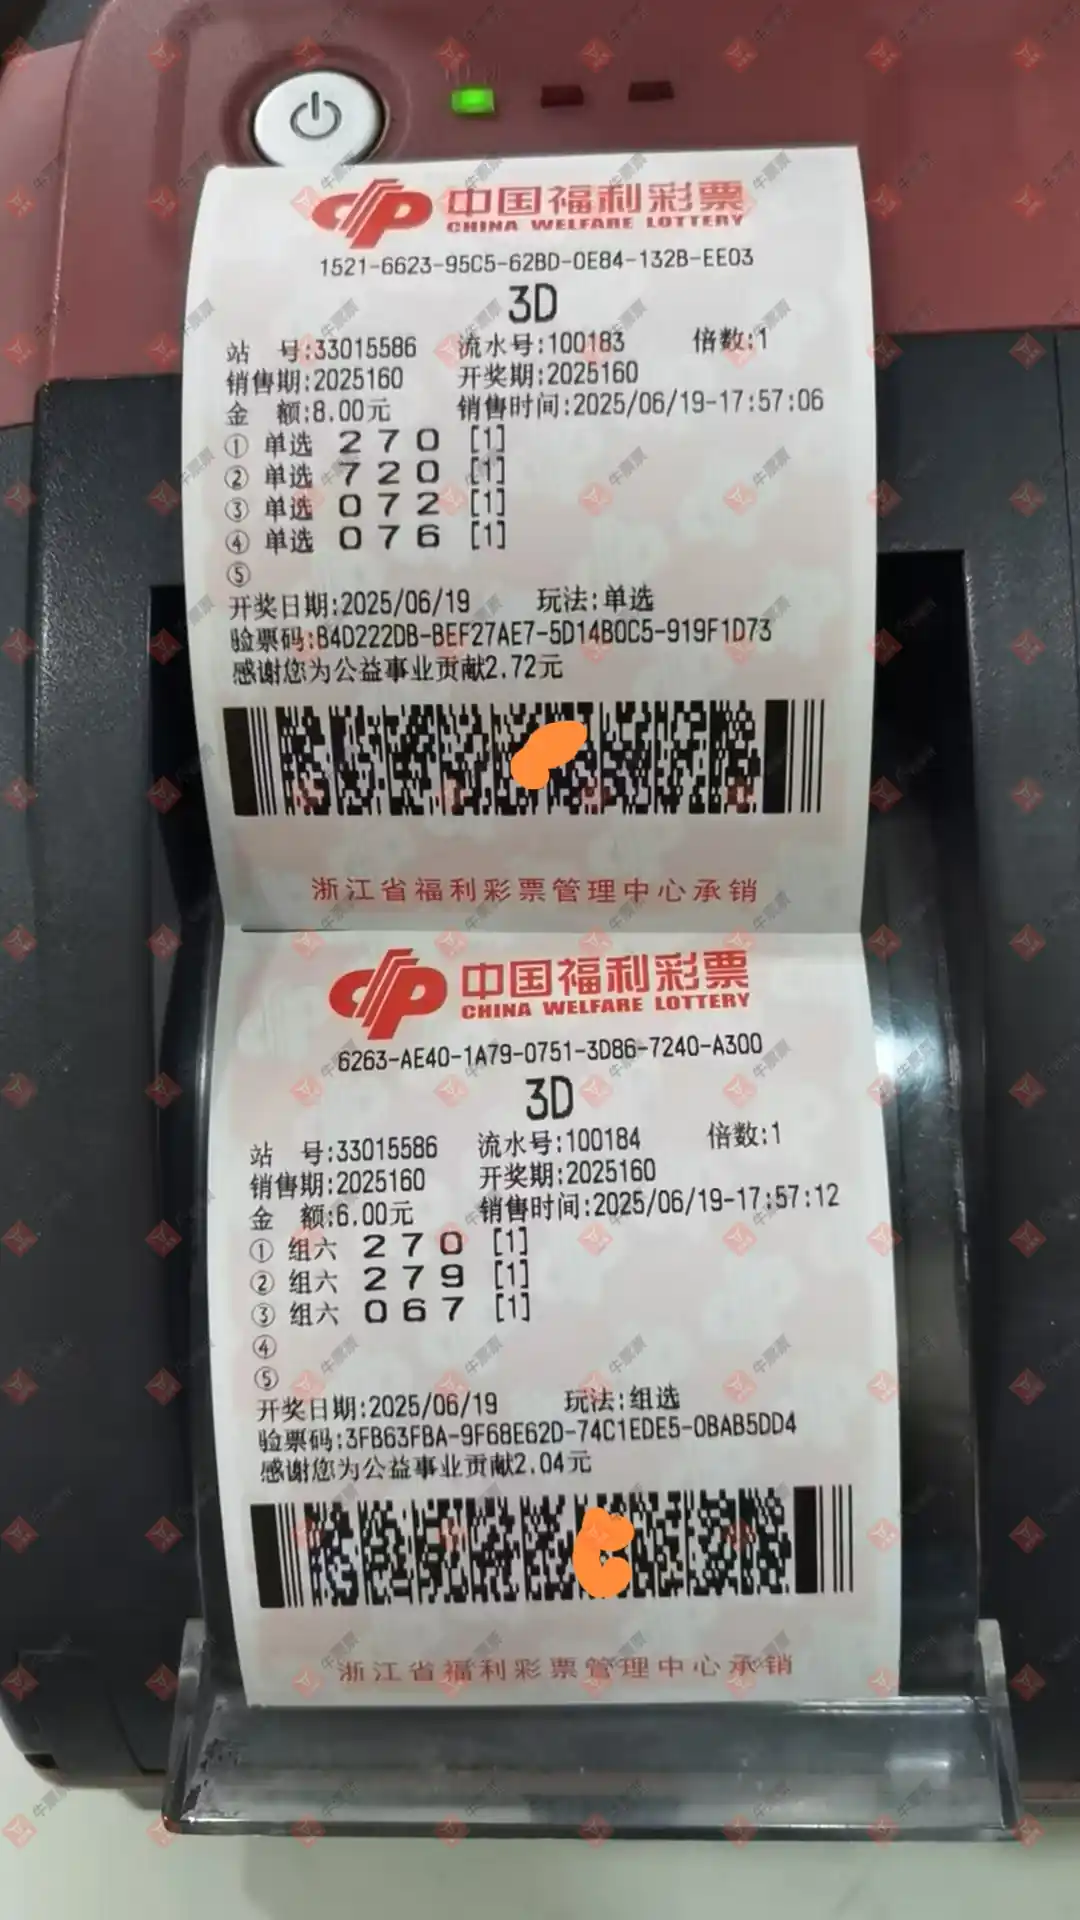 中国福利彩票
CHINA WELFARE LOTTERY
1521-6623-95C5-62BD-0E84-132B-EE03
3D
站 号:33015586 流水号:100183 倍数:1
销售期:2025160 开奖期:2025160
金 额:8.00元 销售时间:2025/06/19-17:57:06
① 单选 2 7 0 [1]
② 单选 7 2 0 [1]
③ 单选 0 7 2 [1]
④ 单选 0 7 6 [1]
⑤
开奖日期:2025/06/19 玩法:单选
验票码:B4D222DB-BEF27AE7-5D14B0C5-919F1D73
感谢您为公益事业贡献2.72元
浙江省福利彩票管理中心承销
中国福利彩票
CHINA WELFARE LOTTERY
6263-AE40-1A79-0751-3D86-7240-A300
3D
站 号:33015586 流水号:100184 倍数:1
销售期:2025160 开奖期:2025160
金 额:6.00元 销售时间:2025/06/19-17:57:12
① 组六 2 7 0 [1]
② 组六 2 7 9 [1]
③ 组六 0 6 7 [1]
④
⑤
开奖日期:2025/06/19 玩法:组选
验票码:3FB63FBA-9F68E62D-74C1EDE5-0BAB5DD4
感谢您为公益事业贡献2.04元
浙江省福利彩票管理中心承销
牛票票